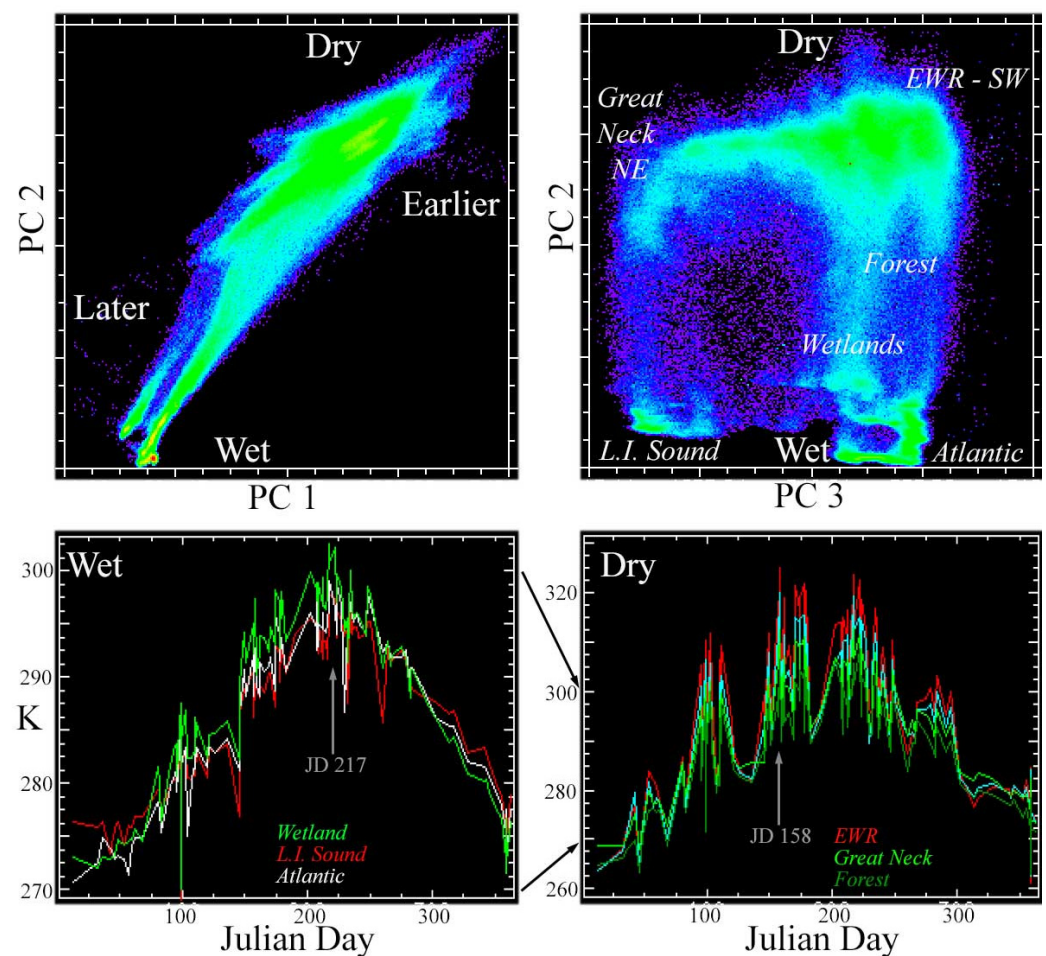 Dry
Earlier
Later
Wet
PC 2
PC 1
Dry
EWR - SW
Great
Neck
NE
Forest
Wetlands
L.I. Sound
Wet
Atlantic
PC 2
PC 3
Wet
300
290
K
280
270
JD 217
Wetland
L.I. Sound
Atlantic
100
200
300
Julian Day
Dry
320
300
280
260
JD 158
EWR
Great Neck
Forest
100
200
300
Julian Day